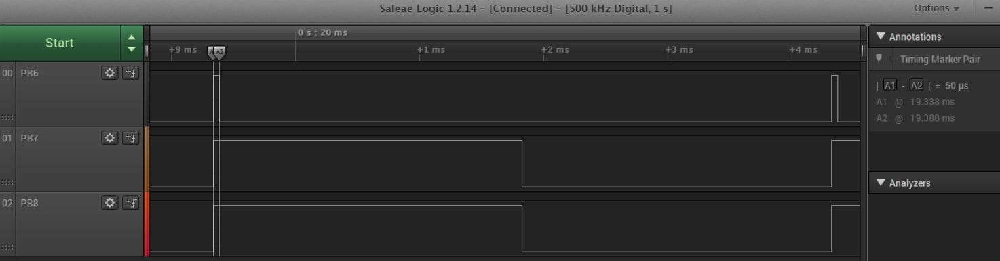 Saleae Logic 1.2.14 – [Connected] – [500 kHz Digital, 1 s]
Options
Start
0 s : 20 ms
+9 ms
A2
+1 ms
+2 ms
+3 ms
+4 ms
00 PB6
01 PB7
02 PB8
Annotations
Timing Marker Pair
| A1 - A2 | = 50 µs
A1 @ 19.338 ms
A2 @ 19.388 ms
Analyzers